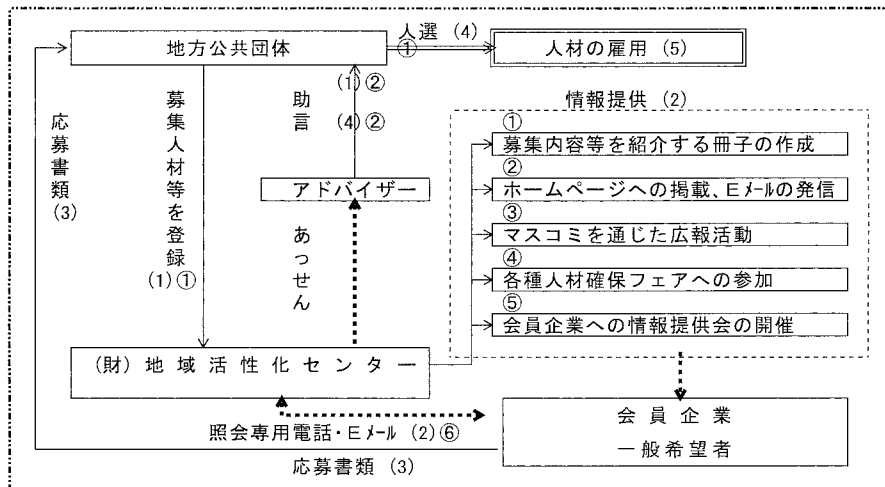 人選 (4)
①
地方公共団体
人材の雇用 (5)
(1) ②
(4) ②
助言
募集人材等を登録
(1) ①
応募書類
(3)
アドバイザー
あっせん
情報提供 (2)
①
募集内容等を紹介する冊子の作成
②
ホームページへの掲載、Eメールの発信
③
マスコミを通じた広報活動
④
各種人材確保フェアへの参加
⑤
会員企業への情報提供会の開催
(財) 地域活性化センター
照会専用電話・Eメール (2) ⑥
応募書類 (3)
会員企業
一般希望者